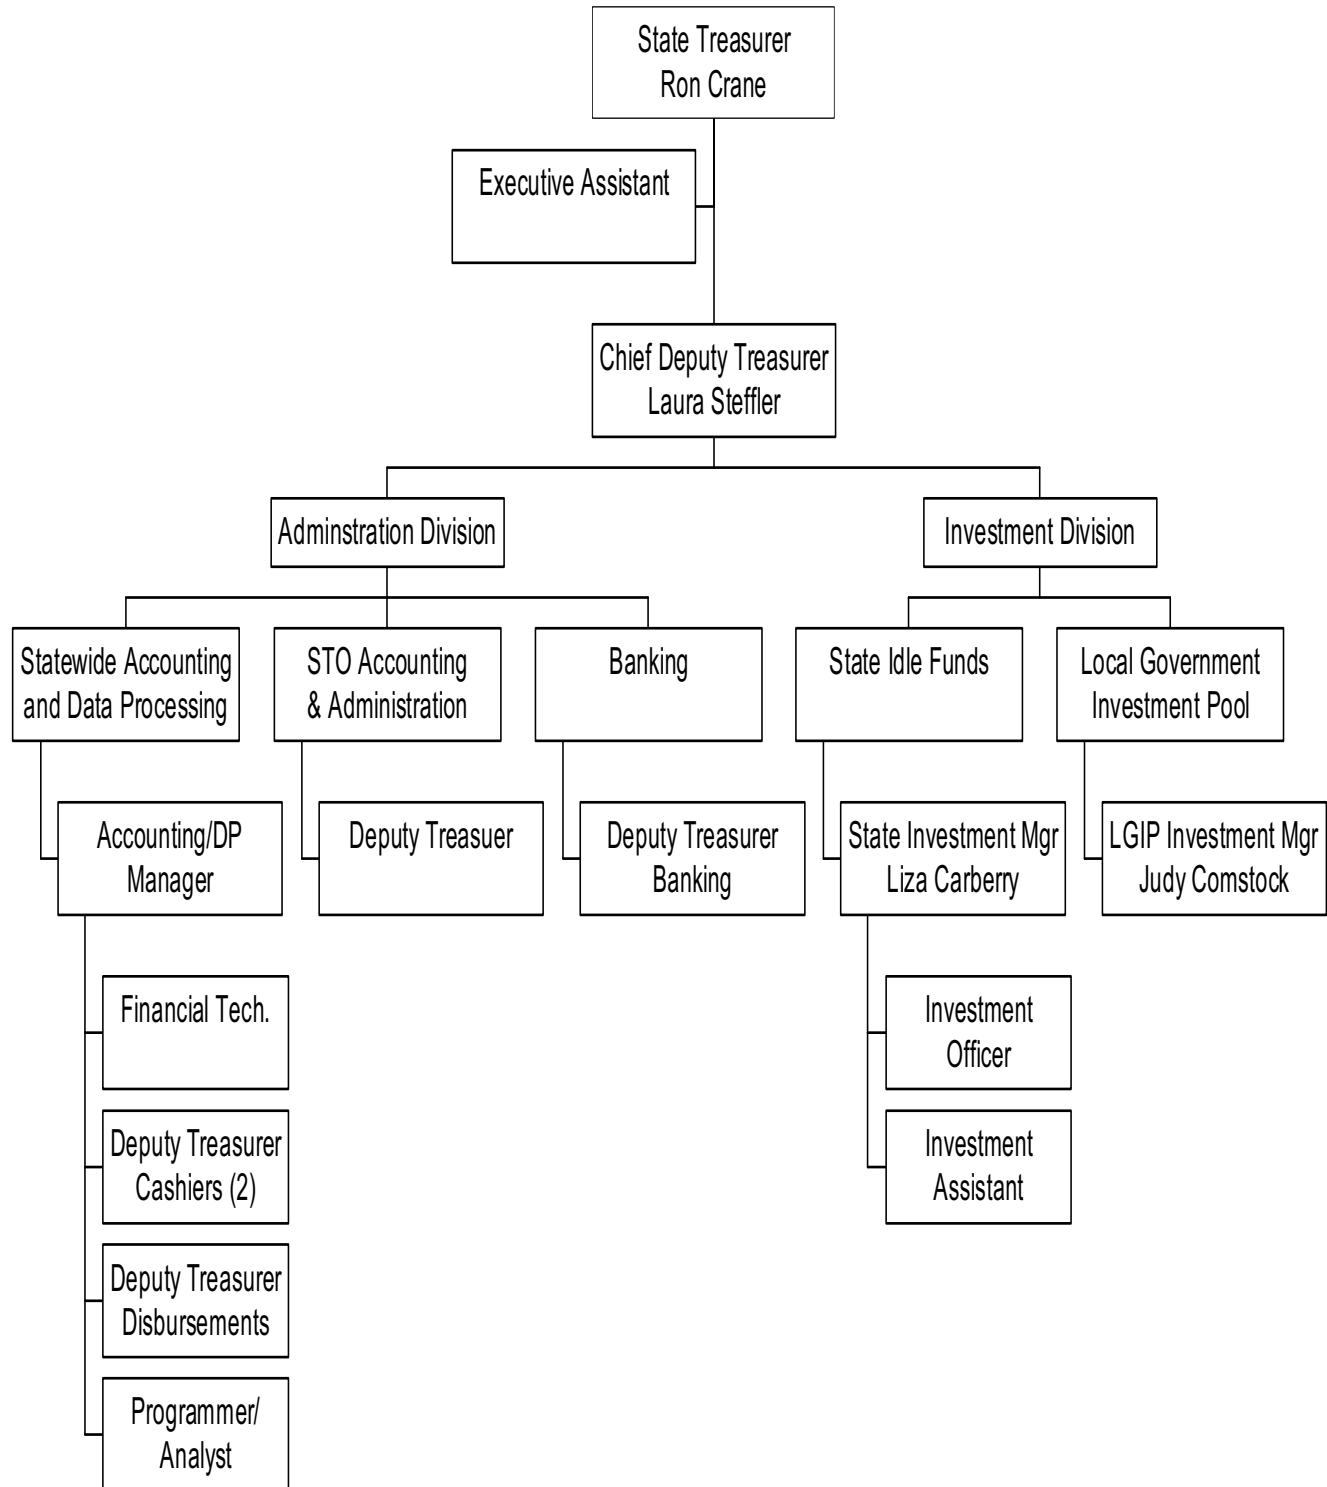 State Treasurer
Ron Crane
Executive Assistant
Chief Deputy Treasurer
Laura Steffler
Adminstration Division
Investment Division
Statewide Accounting
and Data Processing
STO Accounting
& Administration
Banking
State Idle Funds
Local Government
Investment Pool
Accounting/DP
Manager
Deputy Treasuer
Deputy Treasurer
Banking
State Investment Mgr
Liza Carberry
LGIP Investment Mgr
Judy Comstock
Financial Tech.
Investment
Officer
Deputy Treasurer
Cashiers (2)
Investment
Assistant
Deputy Treasurer
Disbursements
Programmer/
Analyst